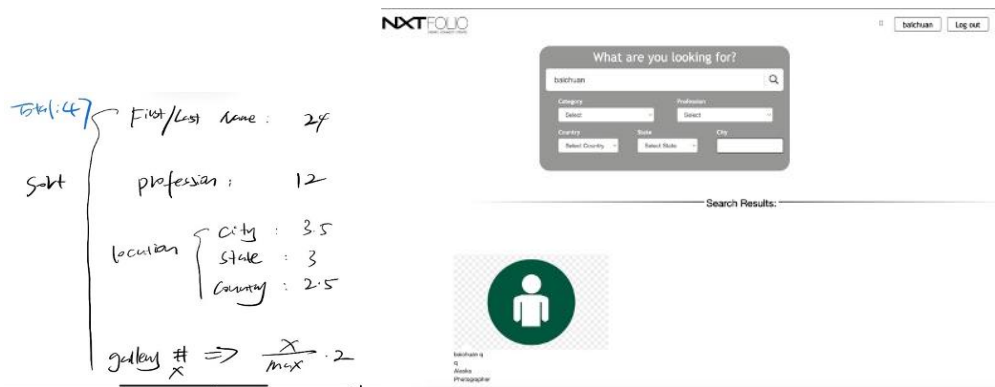 Total: 47
First/Last Name: 24
Sort
profession: 12
location
city: 3.5
state: 3
country: 2.5
gallery # x => x/max · 2
NXTFOLIO
baichuan
Log out
What are you looking for?
baichuan
Category
Profession
Select
Select
Country
State
City
Select Country
Select State
Search Results:
baichuan q
q
Alaska
Photographer